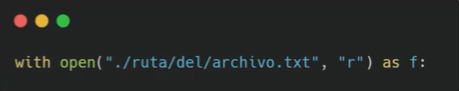 with open("./ruta/del/archivo.txt", "r") as f: